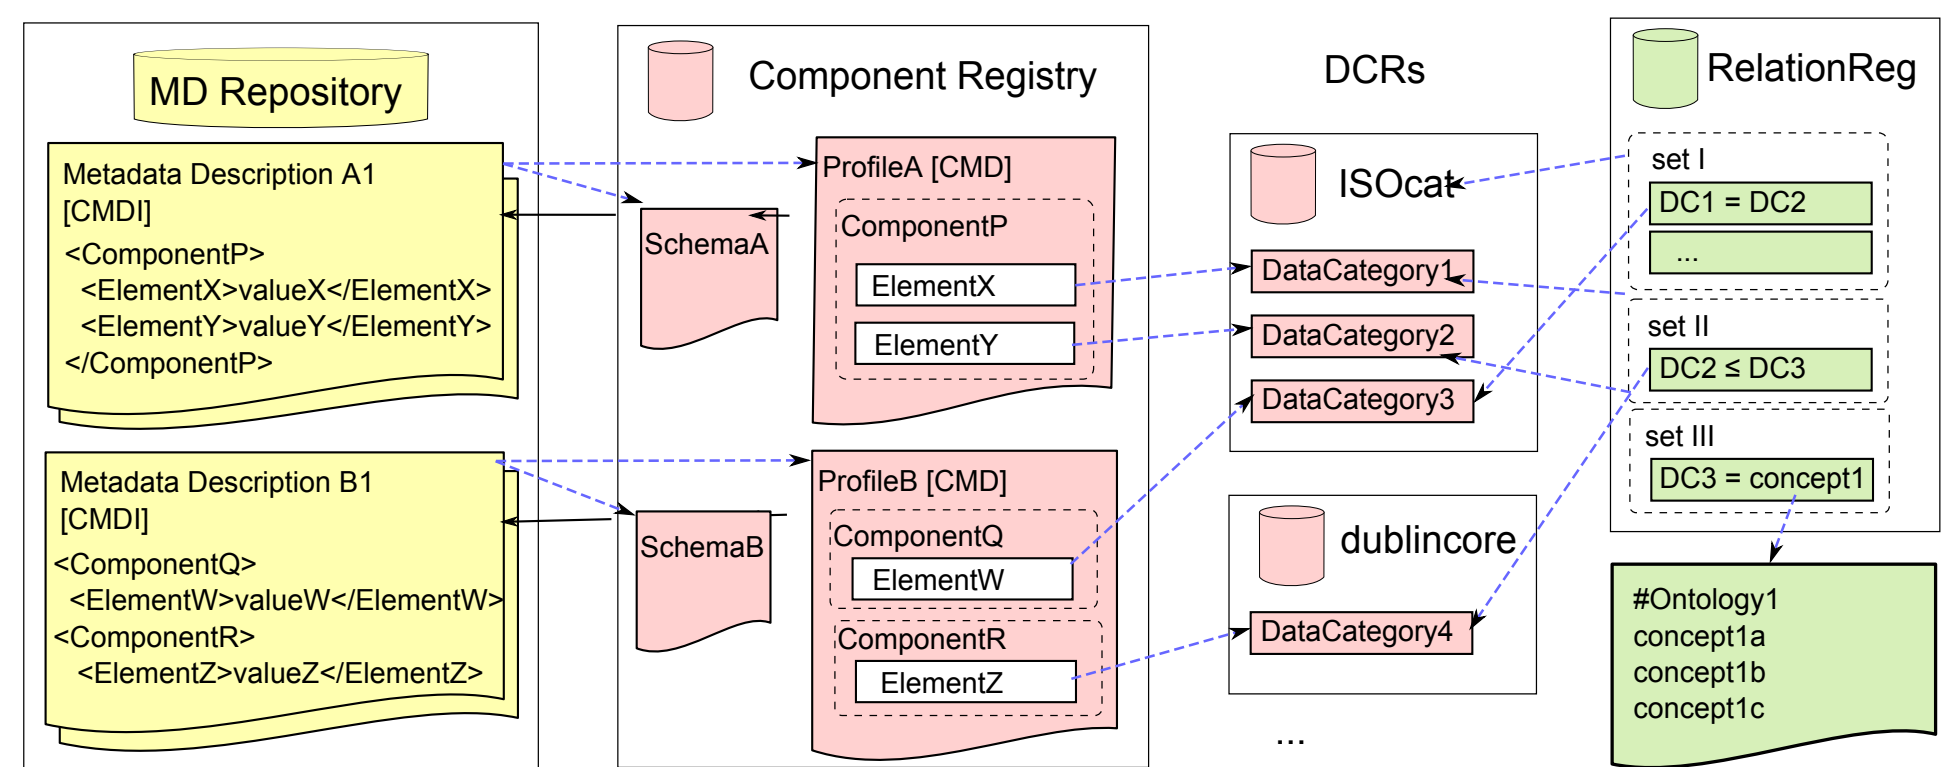 MD Repository
Metadata Description A1
[CMDI]
<ComponentP>
<ElementX>valueX</ElementX>
<ElementY>valueY</ElementY>
</ComponentP>
Metadata Description B1
[CMDI]
<ComponentQ>
<ElementW>valueW</ElementW>
<ComponentR>
<ElementZ>valueZ</ElementZ>
Component Registry
SchemaA
ProfileA [CMD]
ComponentP
ElementX
ElementY
SchemaB
ProfileB [CMD]
ComponentQ
ElementW
ComponentR
ElementZ
DCRs
ISOcat
DataCategory1
DataCategory2
DataCategory3
dublincore
DataCategory4
...
RelationReg
set I
DC1 = DC2
...
set II
DC2 ≤ DC3
set III
DC3 = concept1
#Ontology1
concept1a
concept1b
concept1c